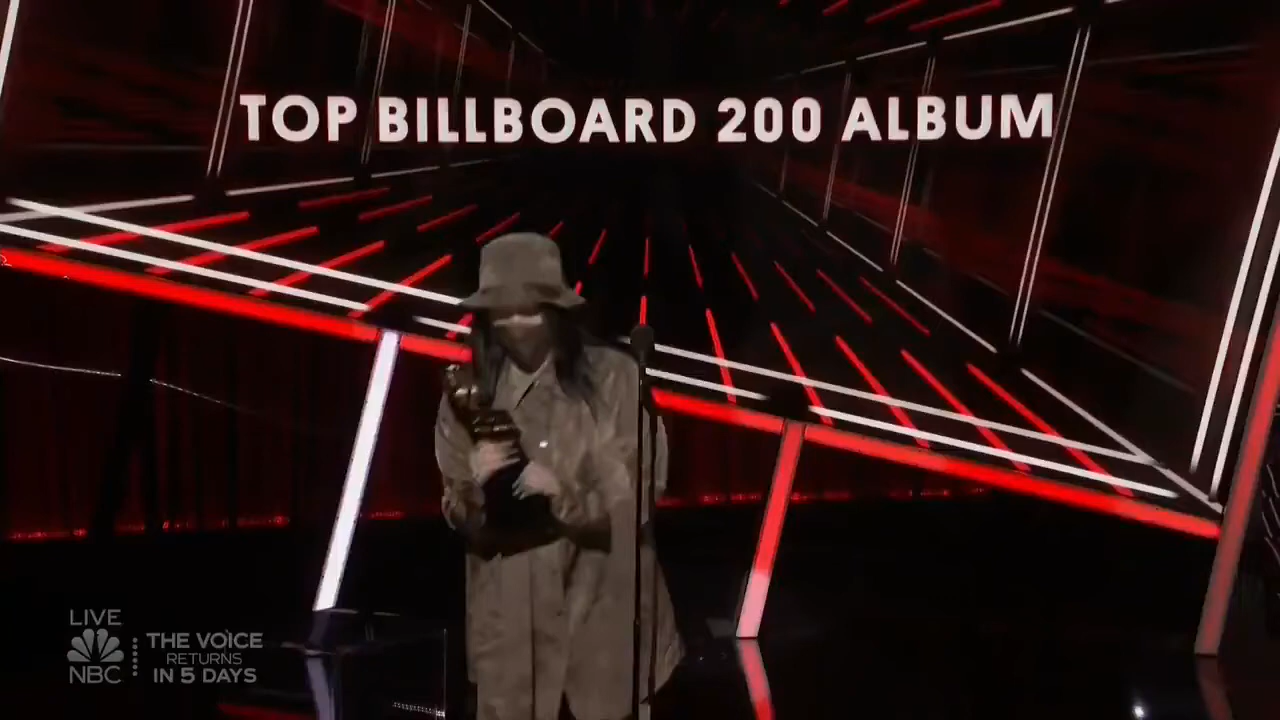 TOP BILLBOARD 200 ALBUM
LIVE
NBC
THE VOICE
RETURNS
IN 5 DAYS